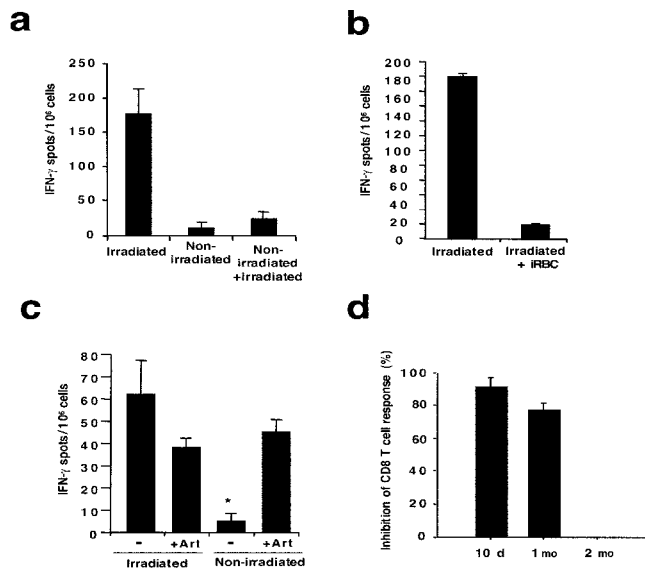 a
IFN-γ spots/10⁶ cells
250
200
150
100
50
0
Irradiated
Non-
irradiated
Non-
irradiated
+irradiated
b
IFN-γ spots/10⁶ cells
200
180
160
120
100
80
60
40
20
0
Irradiated
Irradiated
+ iRBC
c
IFN-γ spots/10⁶ cells
80
70
60
50
40
30
20
10
0
*
- +Art - +Art
Irradiated Non-irradiated
d
Inhibition of CD8 T cell response (%)
100
80
60
40
20
0
10 d 1 mo 2 mo